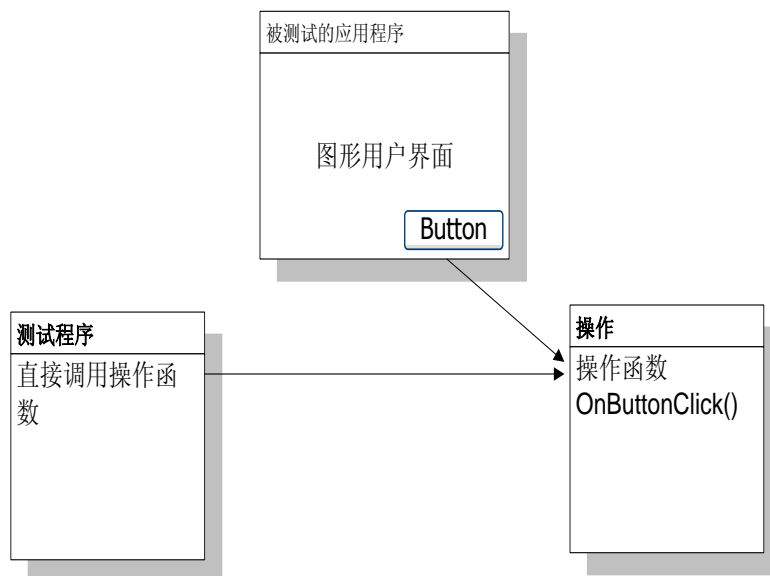 被测试的应用程序
图形用户界面
Button
测试程序
直接调用操作函
数
操作
操作函数
OnButtonClick()